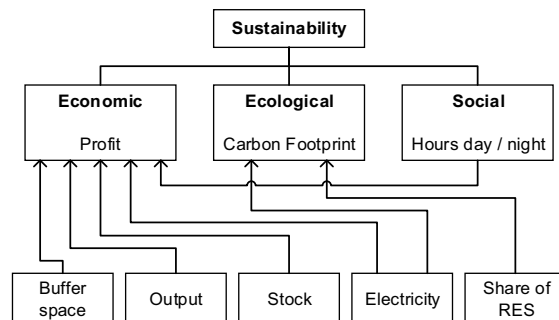 Sustainability
Economic
Profit
Ecological
Carbon Footprint
Social
Hours day / night
Buffer
space
Output
Stock
Electricity
Share of
RES